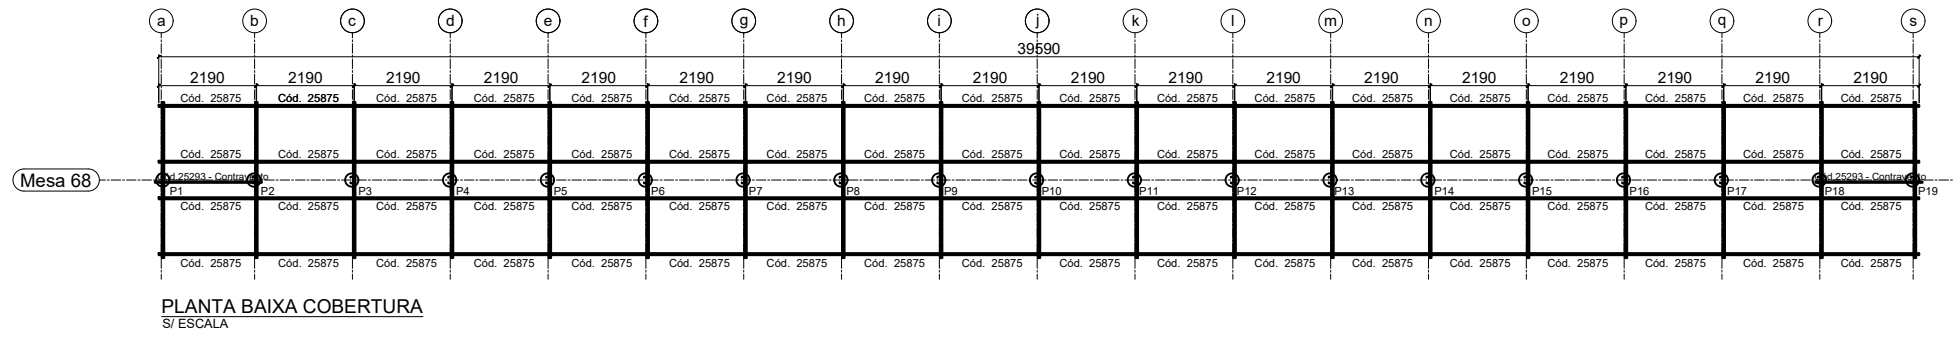 a b c d e f g h i j k l m n o p q r s
39590
2190 2190 2190 2190 2190 2190 2190 2190 2190 2190 2190 2190 2190 2190 2190 2190 2190 2190
Cód. 25875 Cód. 25875 Cód. 25875 Cód. 25875 Cód. 25875 Cód. 25875 Cód. 25875 Cód. 25875 Cód. 25875 Cód. 25875 Cód. 25875 Cód. 25875 Cód. 25875 Cód. 25875 Cód. 25875 Cód. 25875 Cód. 25875 Cód. 25875
Cód. 25875 Cód. 25875 Cód. 25875 Cód. 25875 Cód. 25875 Cód. 25875 Cód. 25875 Cód. 25875 Cód. 25875 Cód. 25875 Cód. 25875 Cód. 25875 Cód. 25875 Cód. 25875 Cód. 25875 Cód. 25875 Cód. 25875 Cód. 25875
Mesa 68
25293 - 25293 -
P1 P2 P3 P4 P5 P6 P7 P8 P9 P10 P11 P12 P13 P14 P15 P16 P17 P18 P19
Cód. 25875 Cód. 25875 Cód. 25875 Cód. 25875 Cód. 25875 Cód. 25875 Cód. 25875 Cód. 25875 Cód. 25875 Cód. 25875 Cód. 25875 Cód. 25875 Cód. 25875 Cód. 25875 Cód. 25875 Cód. 25875 Cód. 25875 Cód. 25875
Cód. 25875 Cód. 25875 Cód. 25875 Cód. 25875 Cód. 25875 Cód. 25875 Cód. 25875 Cód. 25875 Cód. 25875 Cód. 25875 Cód. 25875 Cód. 25875 Cód. 25875 Cód. 25875 Cód. 25875 Cód. 25875 Cód. 25875 Cód. 25875
PLANTA BAIXA COBERTURA
S/ ESCALA